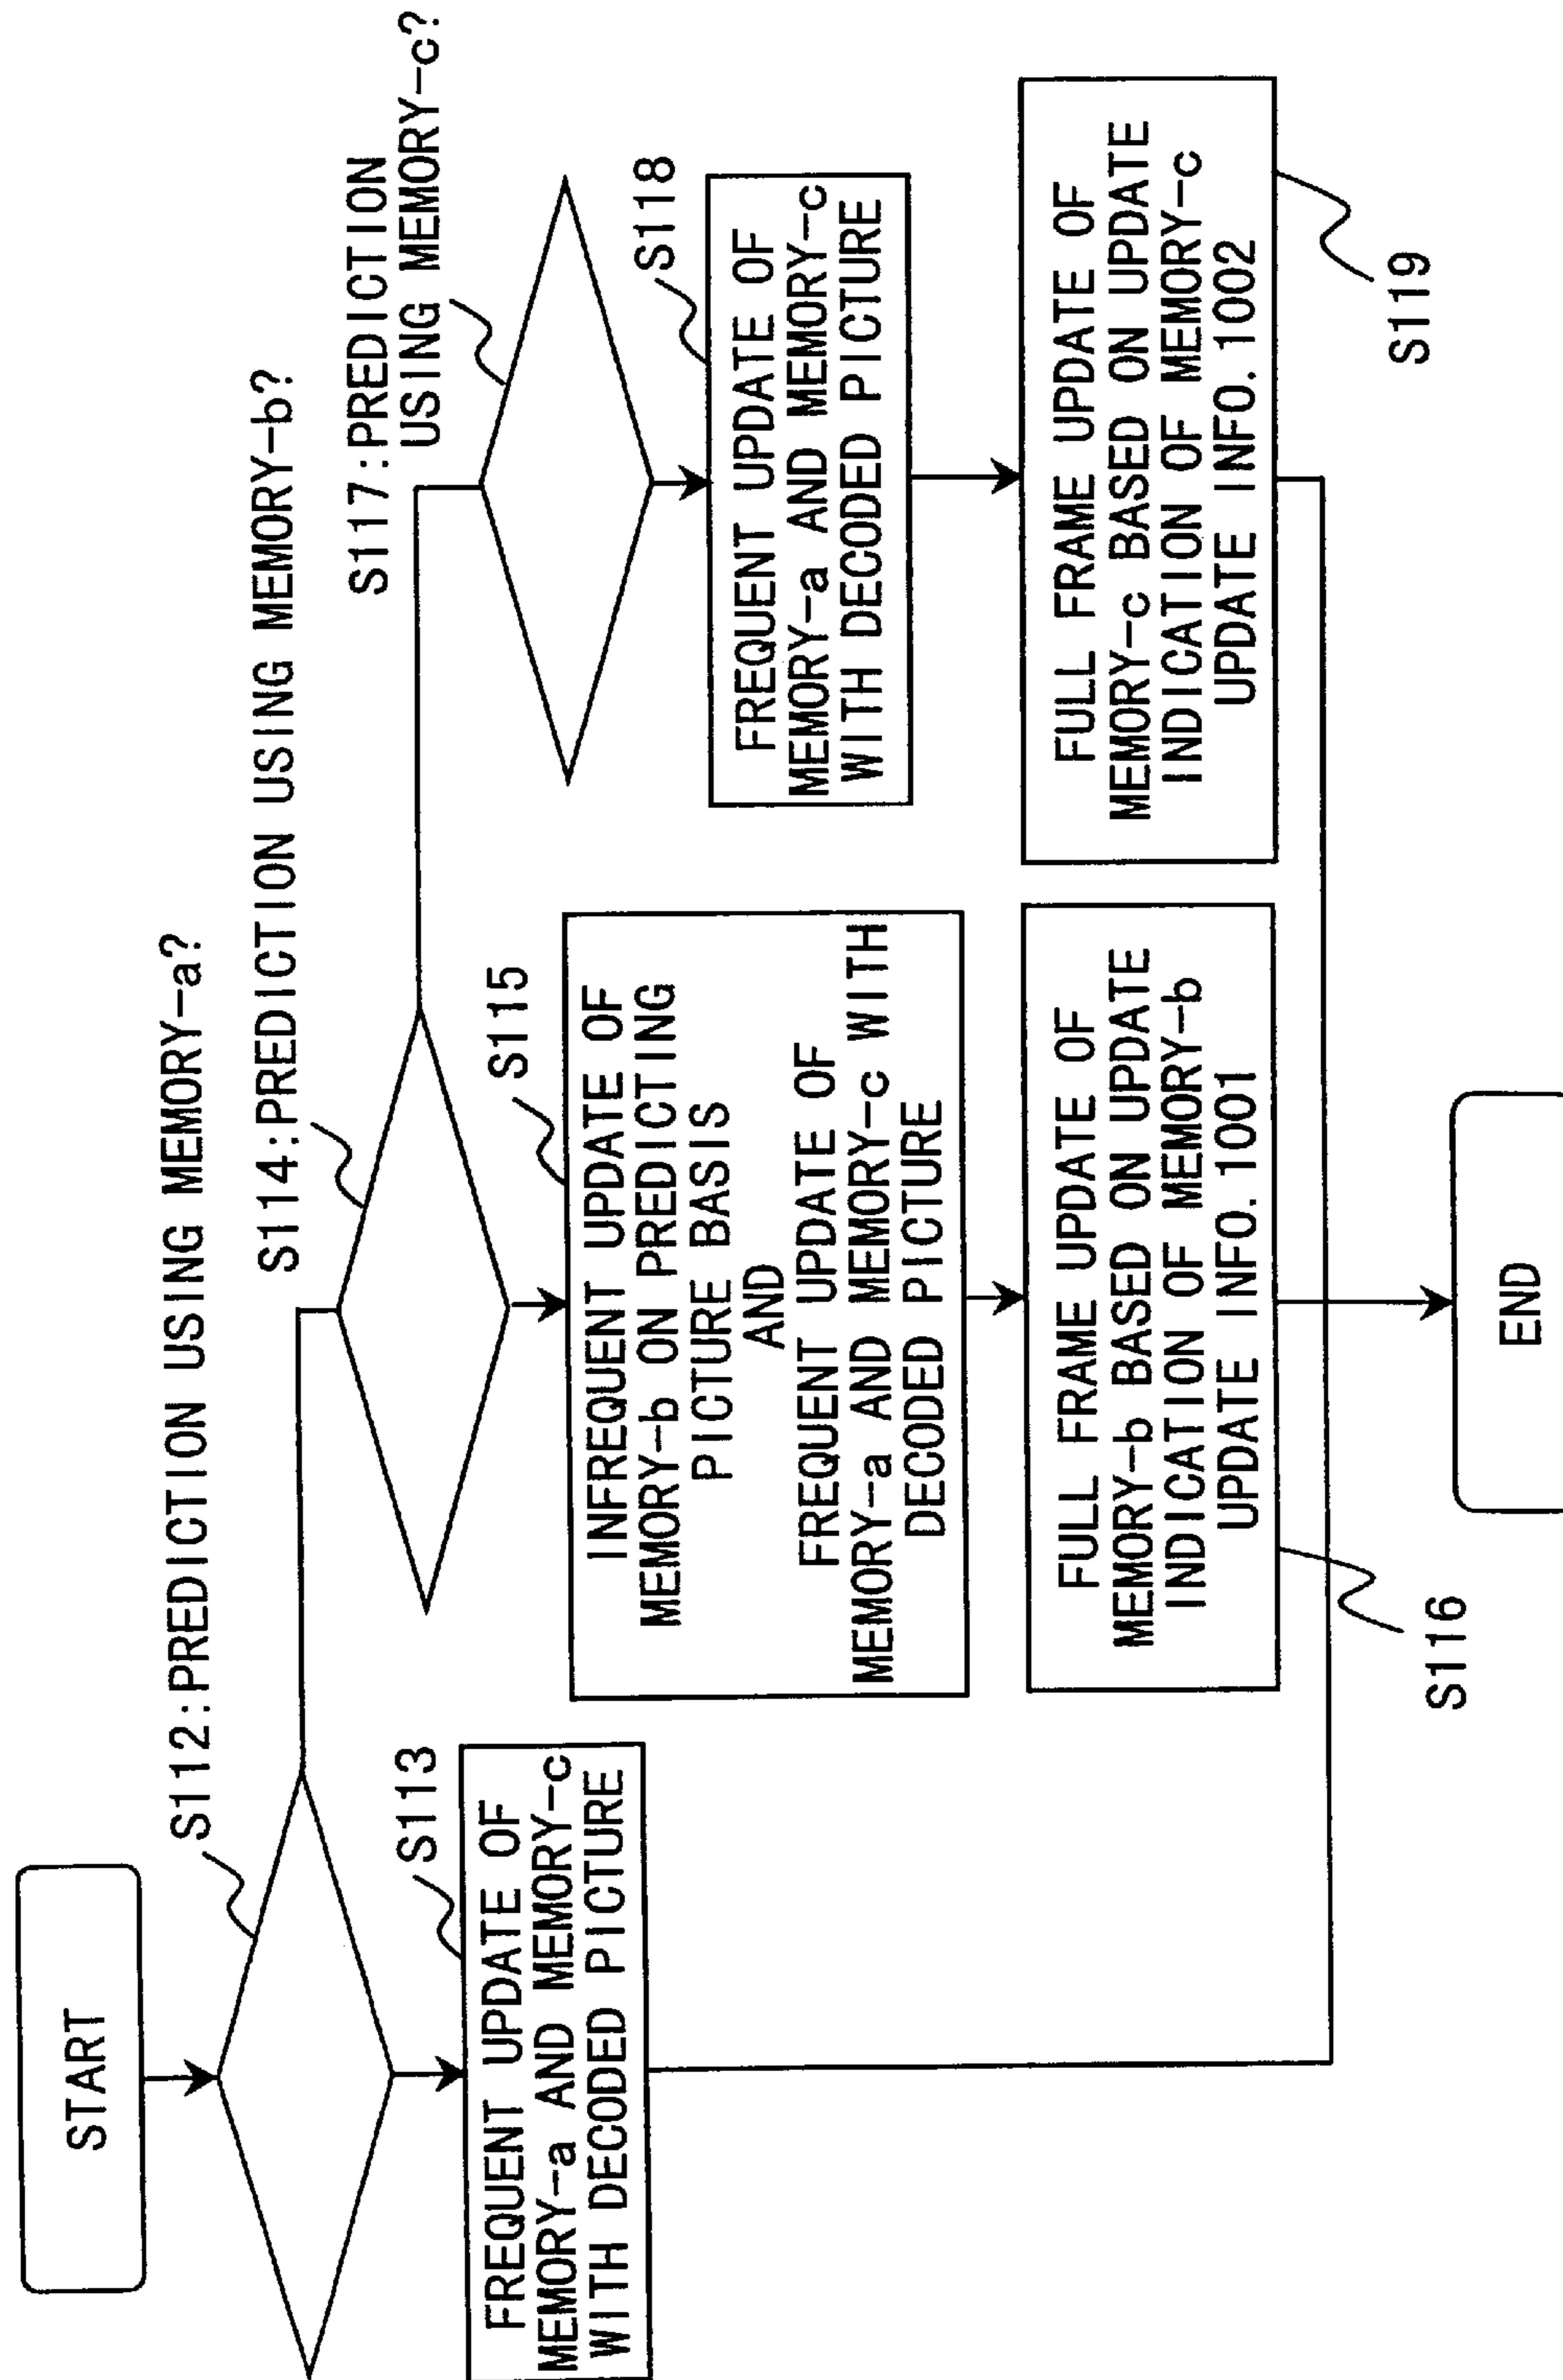 START
S112:PREDICTION USING MEMORY-a?
S113
FREQUENT UPDATE OF
MEMORY-a AND MEMORY-c
WITH DECODED PICTURE
S114:PREDICTION USING MEMORY-b?
S115
INFREQUENT UPDATE OF
MEMORY-b ON PREDICTING
PICTURE BASIS
AND
FREQUENT UPDATE OF
MEMORY-a AND MEMORY-c WITH
DECODED PICTURE
FULL FRAME UPDATE OF
MEMORY-b BASED ON UPDATE
INDICATION OF MEMORY-b
UPDATE INFO.1001
S116
S117:PREDICTION
USING MEMORY-c?
S118
FREQUENT UPDATE OF
MEMORY-a AND MEMORY-c
WITH DECODED PICTURE
FULL FRAME UPDATE OF
MEMORY-c BASED ON UPDATE
INDICATION OF MEMORY-c
UPDATE INFO.1002
S119
END